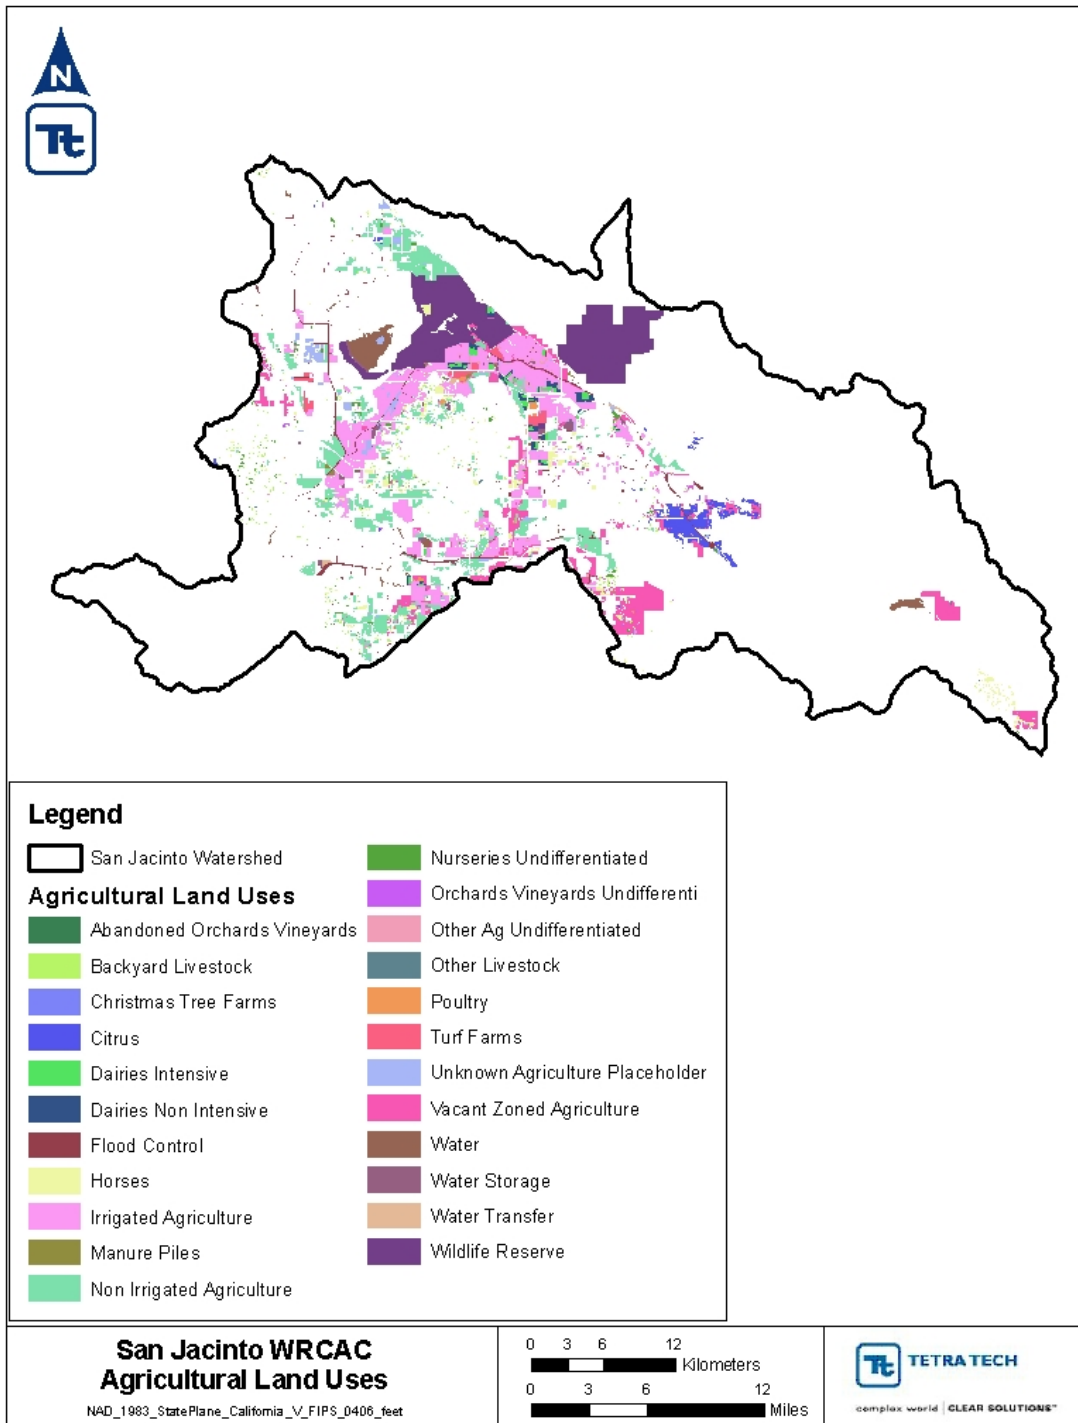 N
Tt
Legend
San Jacinto Watershed
Agricultural Land Uses
Abandoned Orchards Vineyards
Backyard Livestock
Christmas Tree Farms
Citrus
Dairies Intensive
Dairies Non Intensive
Flood Control
Horses
Irrigated Agriculture
Manure Piles
Non Irrigated Agriculture
Nurseries Undifferentiated
Orchards Vineyards Undifferenti
Other Ag Undifferentiated
Other Livestock
Poultry
Turf Farms
Unknown Agriculture Placeholder
Vacant Zoned Agriculture
Water
Water Storage
Water Transfer
Wildlife Reserve
San Jacinto WRCAC
Agricultural Land Uses
NAD_1983_StatePlane_California_V_FIPS_0406_feet
0 3 6 12
Kilometers
0 3 6 12
Miles
Tt TETRA TECH
complex world | CLEAR SOLUTIONS™